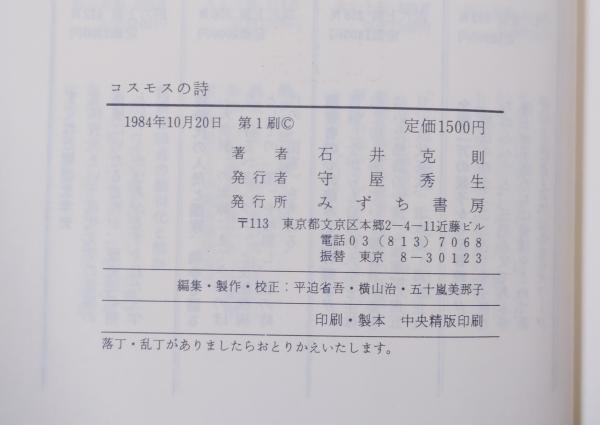 コスモスの詩
1984年10月20日 第1刷© 定価1500円
著者 石井克則
発行者 守屋秀生
発行所 みずち書房
〒113 東京都文京区本郷2―4―11近藤ビル
電話03(813)7068
振替 東京 8―30123
編集・製作・校正:平迫省吾・横山治・五十嵐美那子
印刷・製本 中央精版印刷
落丁・乱丁がありましたらおとりかえいたします。